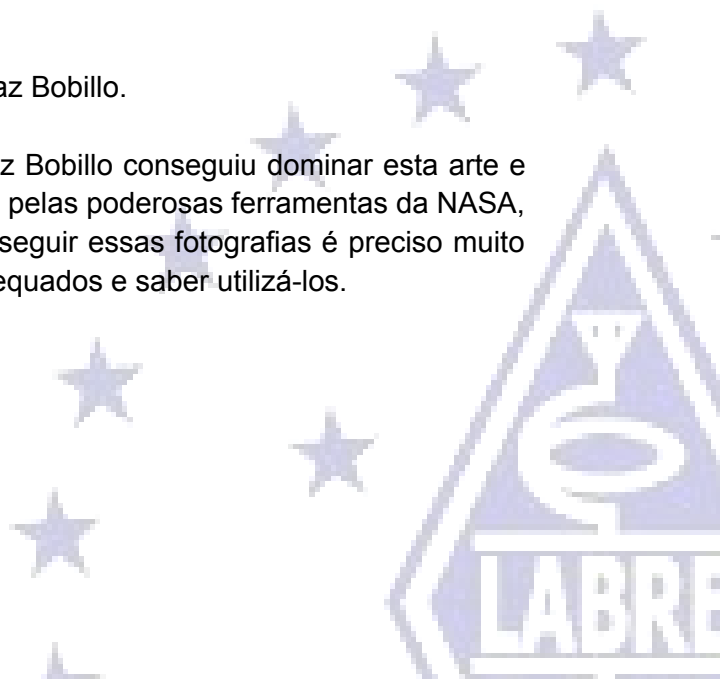 az Bobillo.
z Bobillo conseguiu dominar esta arte e
pelas poderosas ferramentas da NASA,
seguir essas fotografias é preciso muito
equados e saber utilizá-los.
LABRE